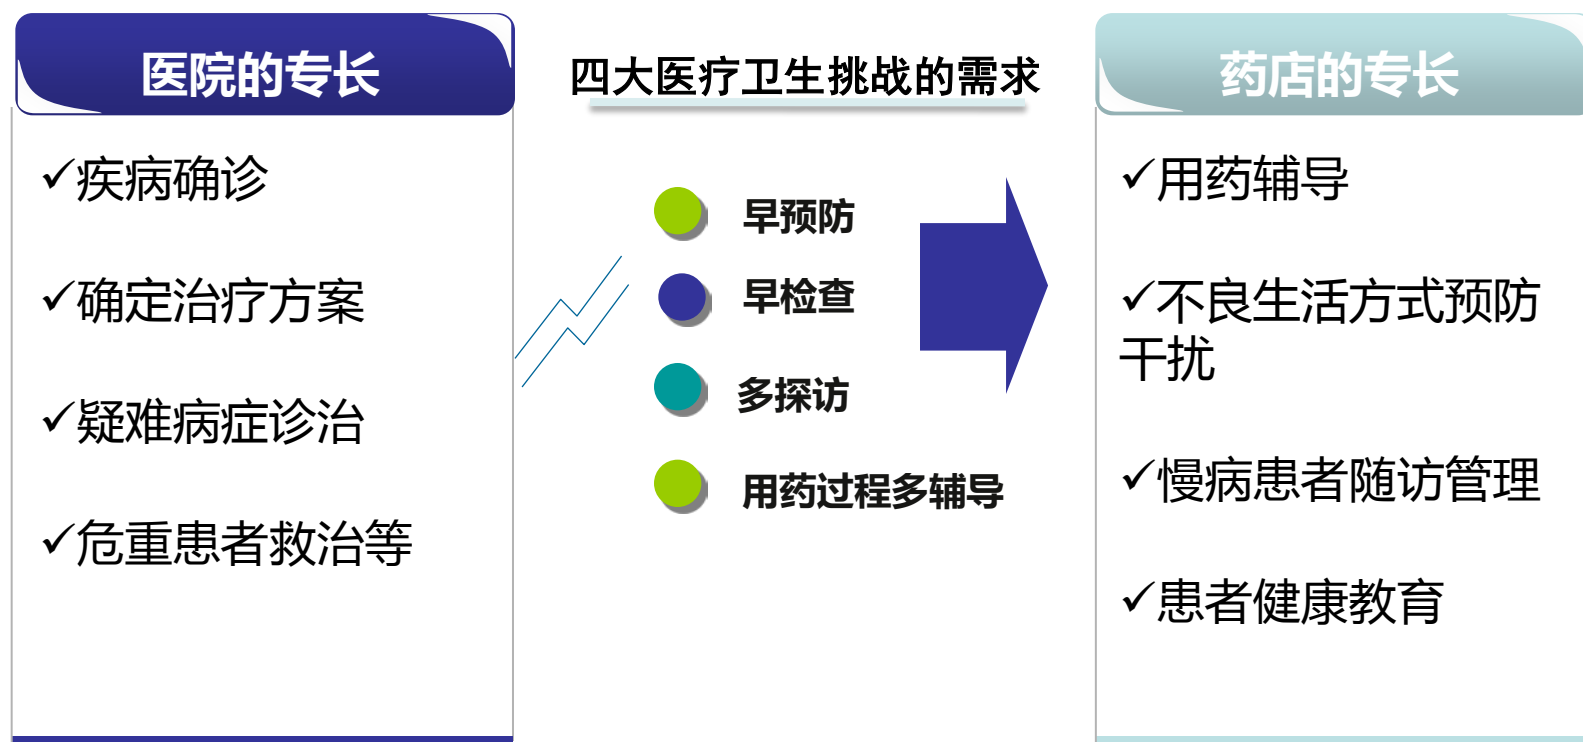 医院的专长
✓疾病确诊
✓确定治疗方案
✓疑难病症诊治
✓危重患者救治等
四大医疗卫生挑战的需求
早预防
早检查
多探访
用药过程多辅导
药店的专长
✓用药辅导
✓不良生活方式预防
干扰
✓慢病患者随访管理
✓患者健康教育